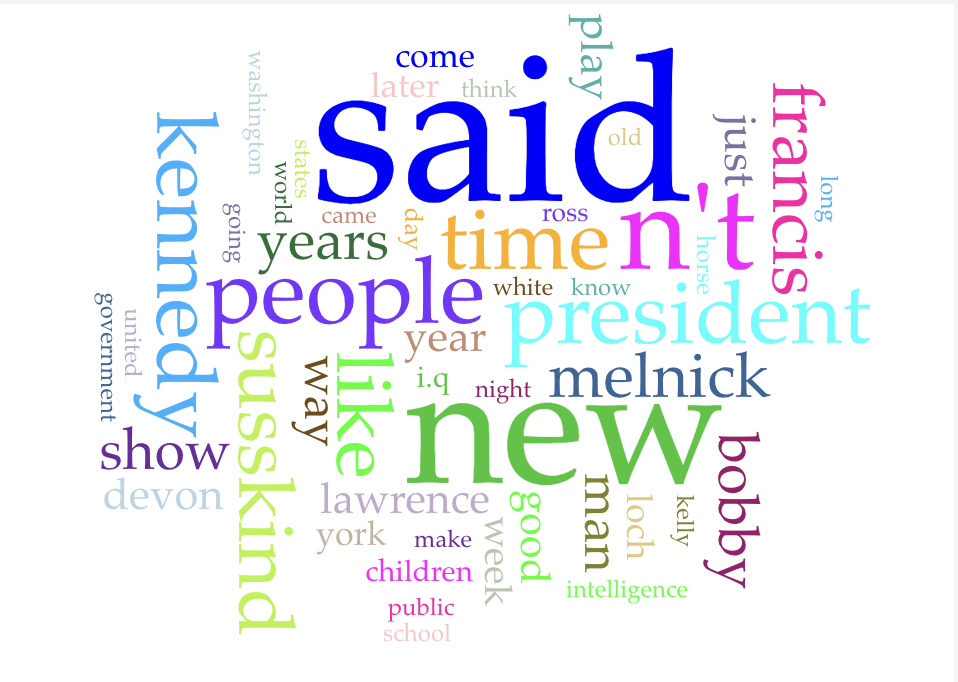 play
come
said
later
think
washington
old
francis
kennedy
just
states
world
long
going
came
day
ross
n't
years
time
horse
people
white
know
president
government
united
year
susskind
way
like
i.q
night
melnick
new
show
bobby
devon
lawrence
good
man
loch
kelly
york
make
week
children
intelligence
public
school